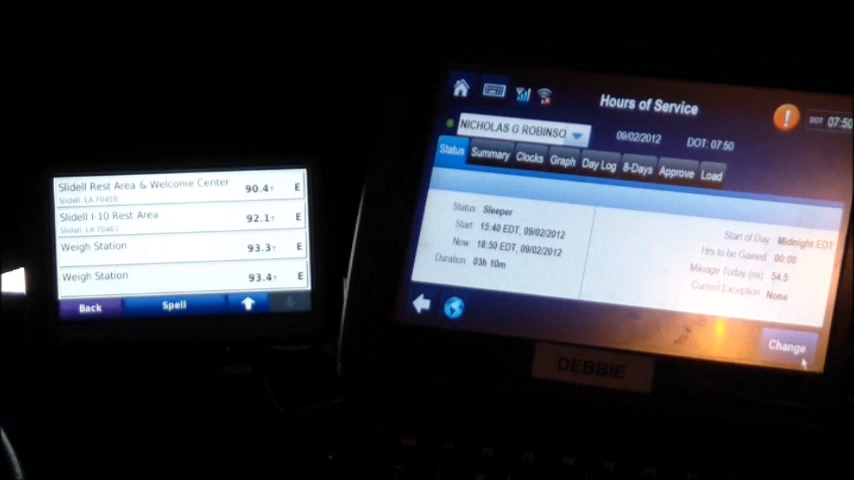 Slidell Rest Area & Welcome Center 90.4 E
Slidell, LA 70458
Slidell I-10 Rest Area 92.1 E
Slidell, LA 70461
Weigh Station 93.3 E
Weigh Station 93.4 E
Back Spell
Hours of Service
! DOT 07:50
NICHOLAS G ROBINSO 09/02/2012 DOT: 07:50
Status Summary Clocks Graph Day Log 8-Days Approve Load
Status: Sleeper
Start: 15:40 EDT, 09/02/2012
Now: 18:50 EDT, 09/02/2012
Duration: 03h 10m
Start of Day: Midnight EDT
Hrs to be Gained: 00:00
Mileage Today (mi): 54.5
Current Exception: None
Change
DEBBIE